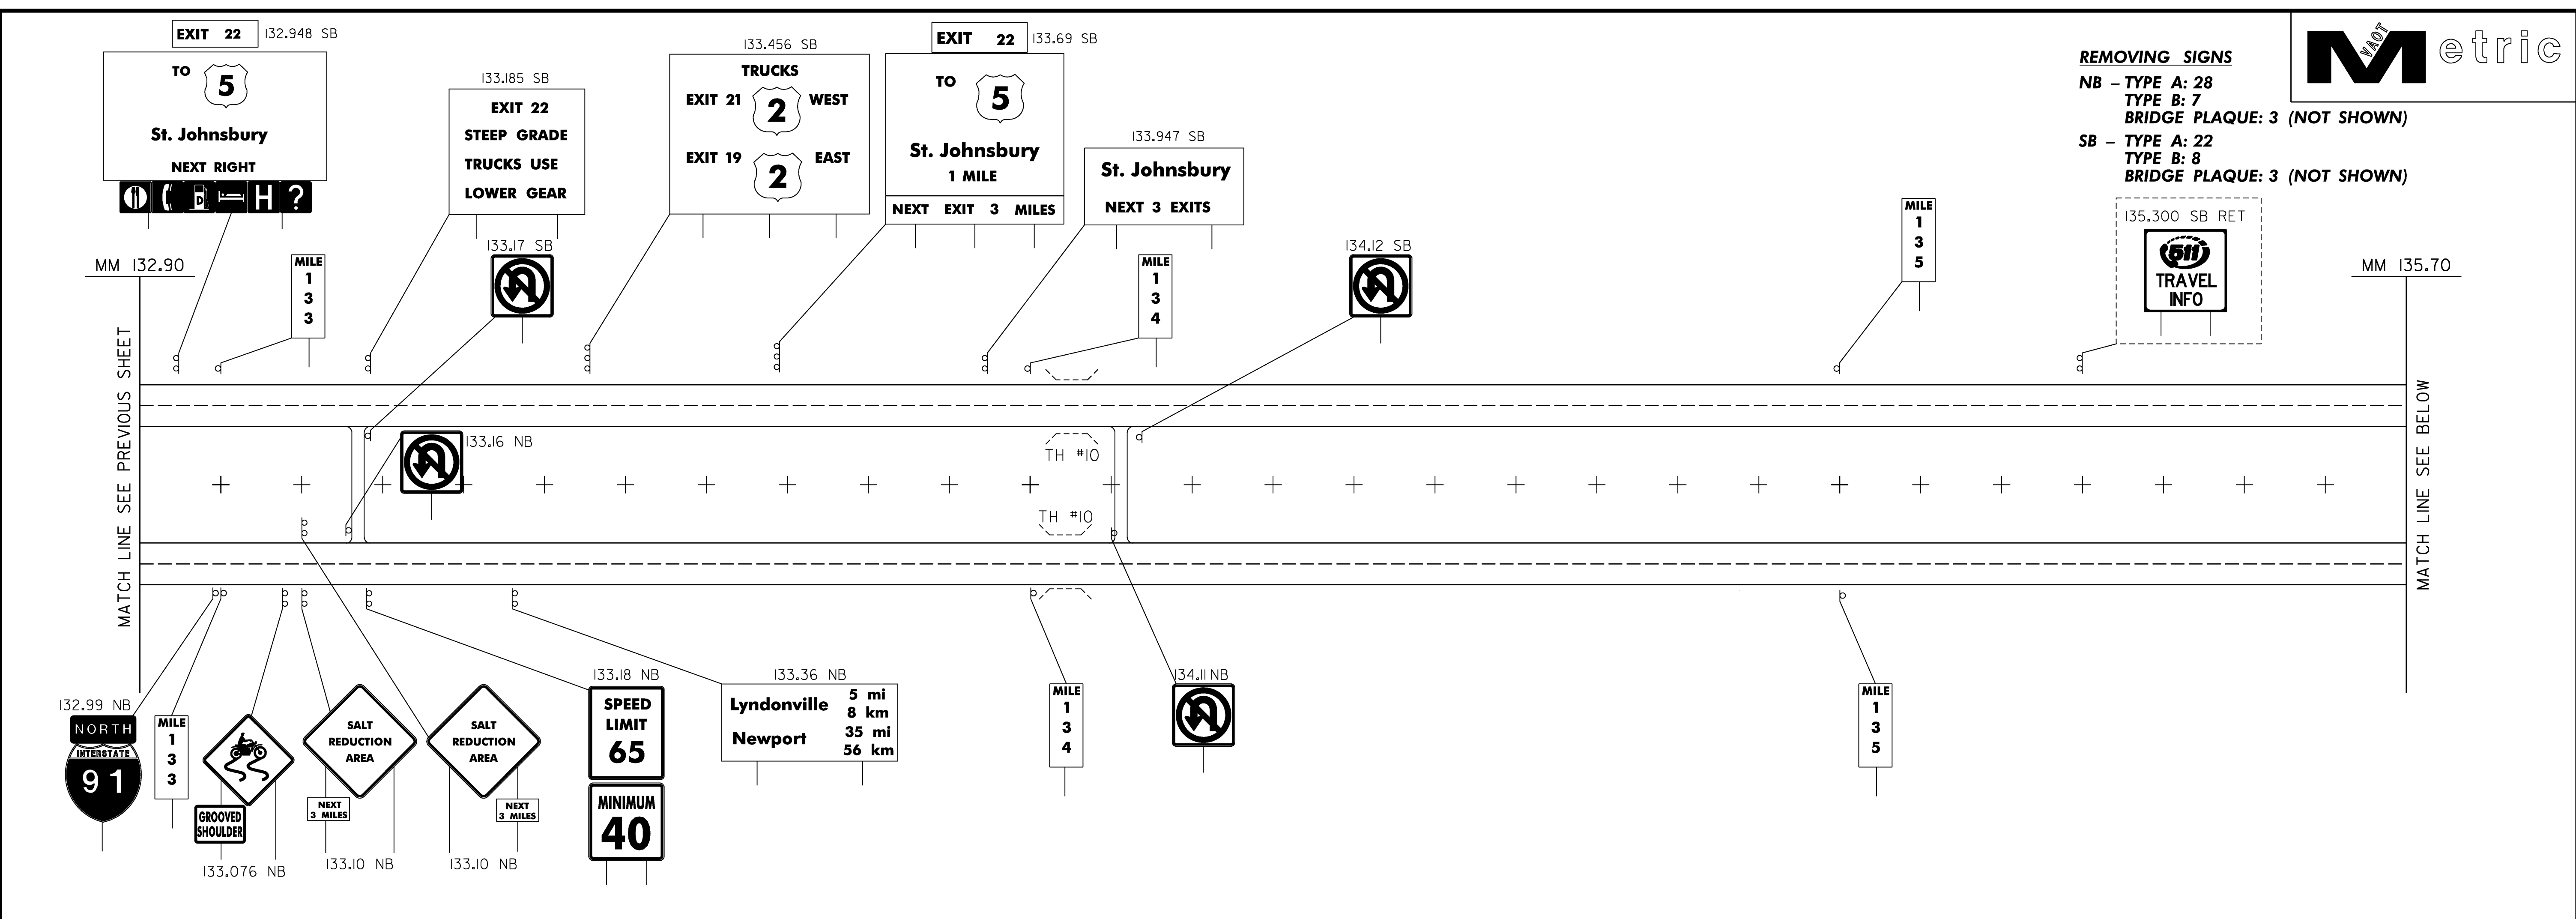 EXIT 22
132.948 SB
TO 5
St. Johnsbury
NEXT RIGHT
D H ?
133.185 SB
EXIT 22
STEEP GRADE
TRUCKS USE
LOWER GEAR
133.456 SB
TRUCKS
EXIT 21 2 WEST
EXIT 19 2 EAST
EXIT 22
133.69 SB
TO 5
St. Johnsbury
1 MILE
NEXT EXIT 3 MILES
133.947 SB
St. Johnsbury
NEXT 3 EXITS
REMOVING SIGNS
NB – TYPE A: 28
TYPE B: 7
BRIDGE PLAQUE: 3 (NOT SHOWN)
SB – TYPE A: 22
TYPE B: 8
BRIDGE PLAQUE: 3 (NOT SHOWN)
VAOT
Metric
MM 132.90
MILE
1
3
3
133.17 SB
MILE
1
3
4
134.12 SB
MILE
1
3
5
135.300 SB RET
511
TRAVEL
INFO
MM 135.70
MATCH LINE SEE PREVIOUS SHEET
133.16 NB
TH #10
TH #10
MATCH LINE SEE BELOW
132.99 NB
NORTH
INTERSTATE
91
MILE
1
3
3
GROOVED
SHOULDER
133.076 NB
SALT
REDUCTION
AREA
NEXT
3 MILES
133.10 NB
SALT
REDUCTION
AREA
NEXT
3 MILES
133.10 NB
133.18 NB
SPEED
LIMIT
65
MINIMUM
40
133.36 NB
Lyndonville 5 mi
8 km
Newport 35 mi
56 km
MILE
1
3
4
134.11 NB
MILE
1
3
5